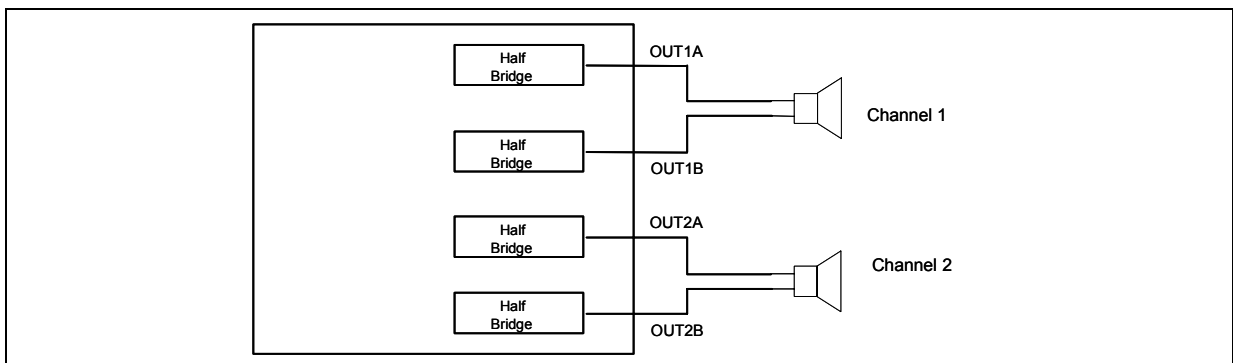 Half
Bridge
OUT1A
Channel 1
Half
Bridge
OUT1B
Half
Bridge
OUT2A
Channel 2
Half
Bridge
OUT2B